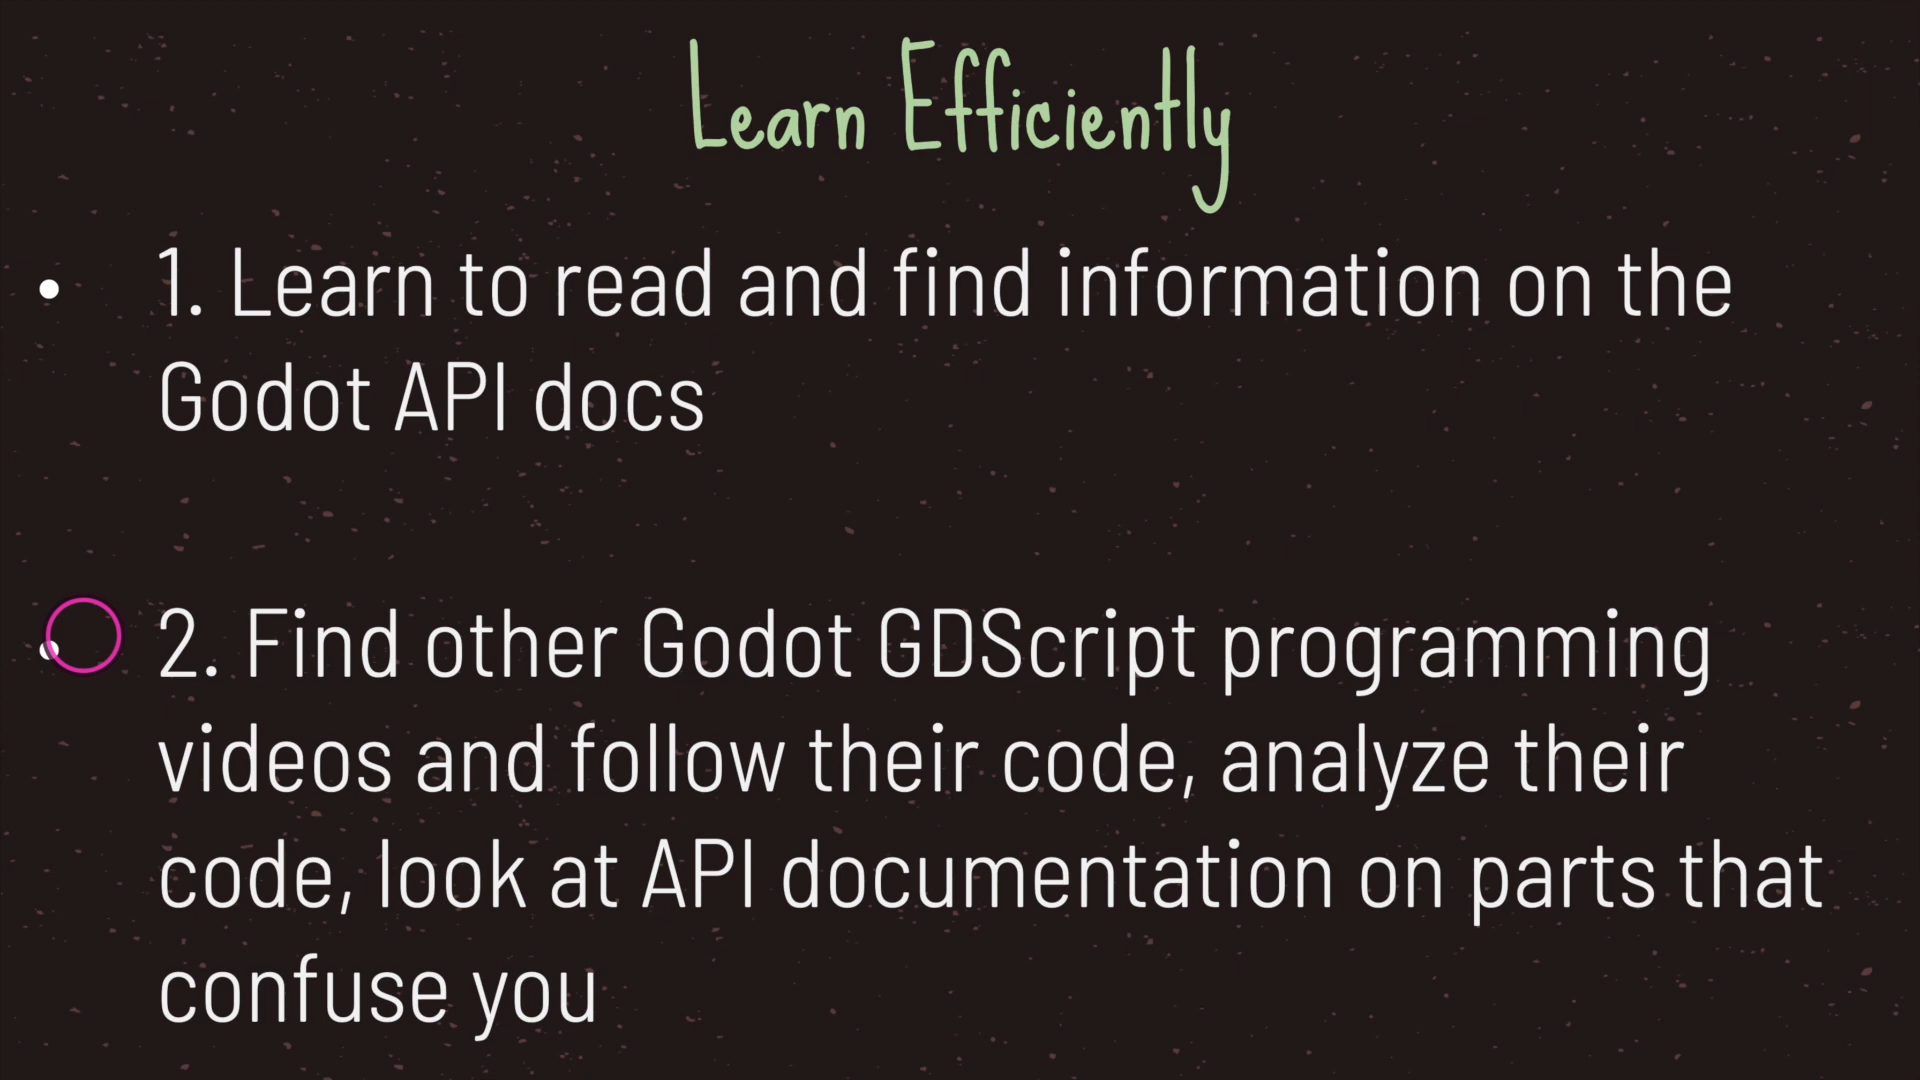 Learn Efficiently
• 1. Learn to read and find information on the
Godot API docs
• 2. Find other Godot GDScript programming
videos and follow their code, analyze their
code, look at API documentation on parts that
confuse you